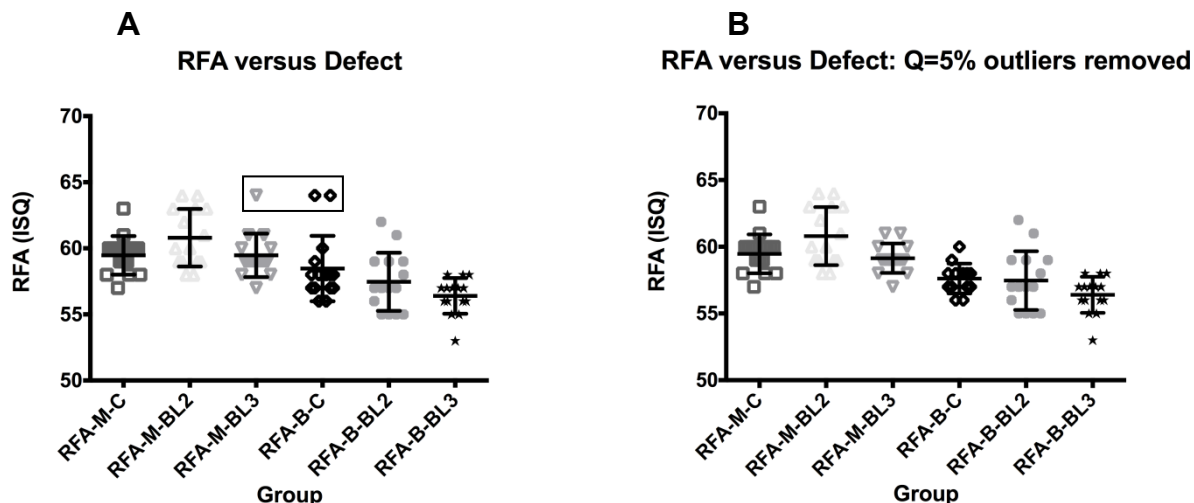 A
RFA versus Defect
70
65
60
55
50
RFA (ISQ)
RFA-M-C
RFA-M-BL2
RFA-M-BL3
RFA-B-C
RFA-B-BL2
RFA-B-BL3
Group
B
RFA versus Defect: Q=5% outliers removed
70
60
50
RFA (ISQ)
RFA-M-C
RFA-M-BL2
RFA-M-BL3
RFA-B-C
RFA-B-BL2
RFA-B-BL3
Group